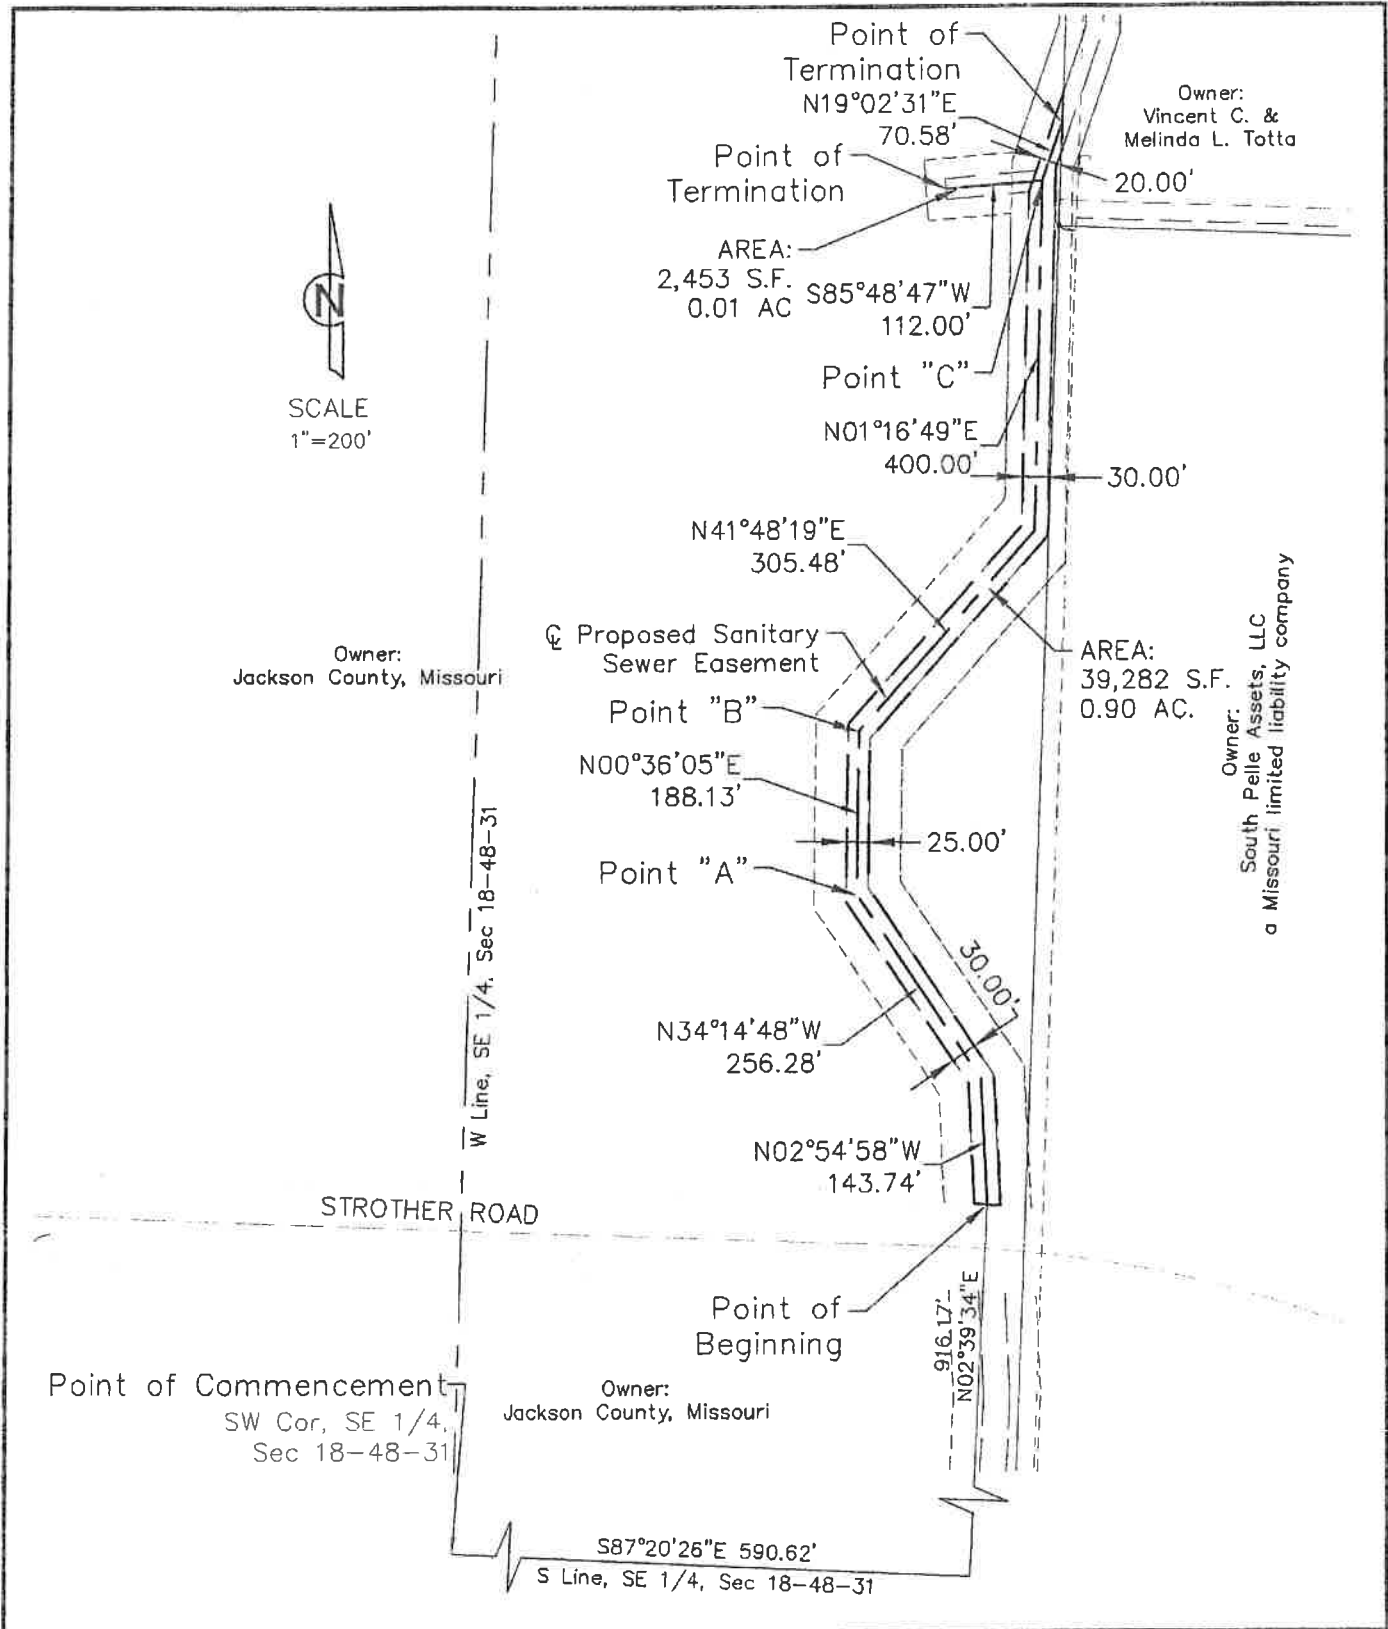 Point of
Termination
N19°02'31"E
70.58'
Owner:
Vincent C. &
Melinda L. Totta
Point of
Termination
20.00'
AREA:
2,453 S.F.
0.01 AC
S85°48'47"W
112.00'
N
SCALE
1"=200'
Point "C"
N01°16'49"E
400.00'
30.00'
N41°48'19"E
305.48'
℄ Proposed Sanitary
Sewer Easement
Owner:
Jackson County, Missouri
AREA:
39,282 S.F.
0.90 AC.
Owner:
South Pelle Assets, LLC
a Missouri limited liability company
Point "B"
N00°36'05"E
188.13'
25.00'
Point "A"
W Line, SE 1/4, Sec 18-48-31
30.00'
N34°14'48"W
256.28'
N02°54'58"W
143.74'
STROTHER ROAD
Point of
Beginning
916.17'
N02°39'34"E
Point of Commencement
SW Cor, SE 1/4,
Sec 18-48-31
Owner:
Jackson County, Missouri
S87°20'26"E 590.62'
S Line, SE 1/4, Sec 18-48-31